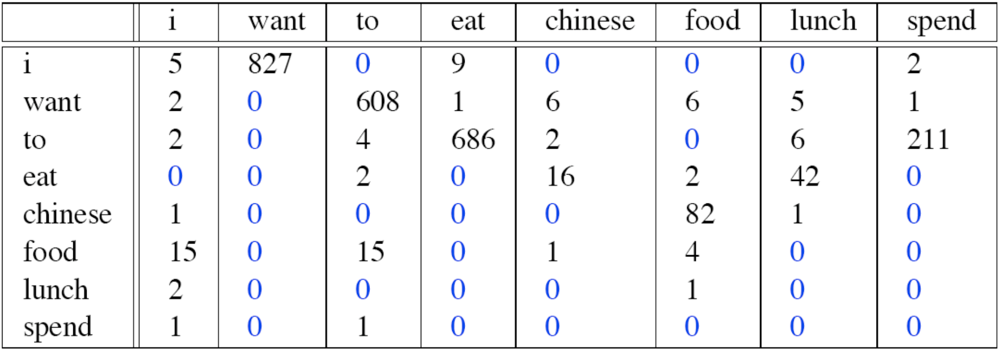 i want to eat chinese food lunch spend
i 5 827 0 9 0 0 0 2
want 2 0 608 1 6 6 5 1
to 2 0 4 686 2 0 6 211
eat 0 0 2 0 16 2 42 0
chinese 1 0 0 0 0 82 1 0
food 15 0 15 0 1 4 0 0
lunch 2 0 0 0 0 1 0 0
spend 1 0 1 0 0 0 0 0